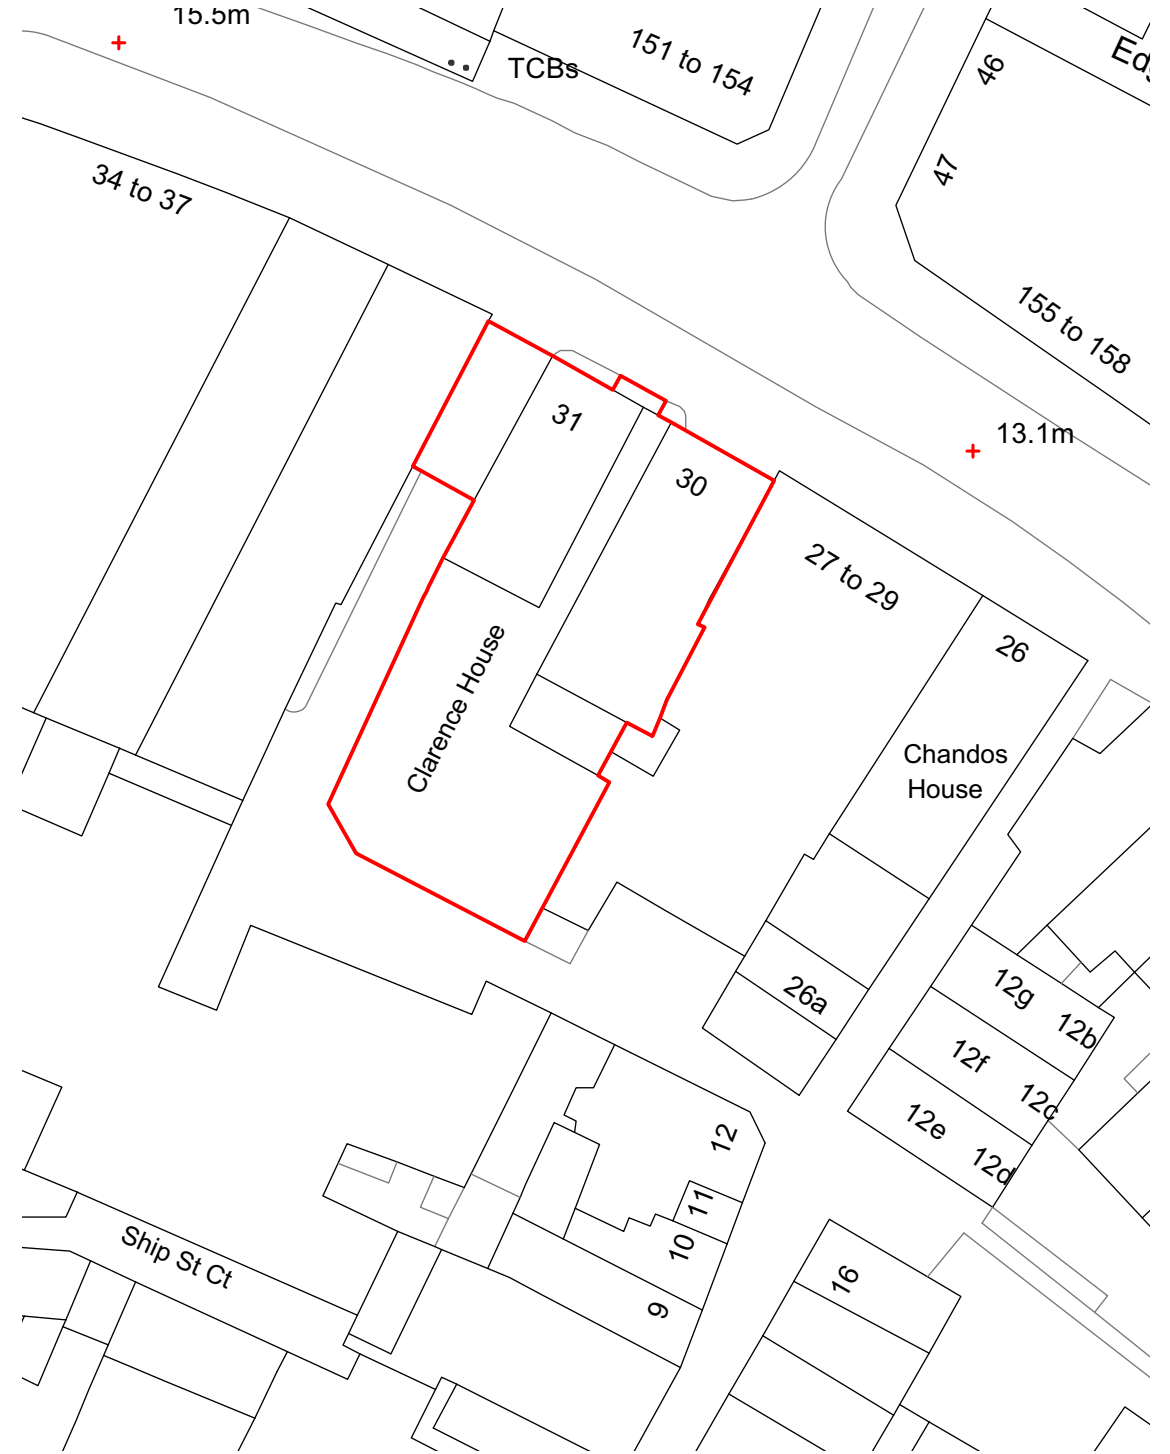 15.5m
TCBs
151 to 154
46
47
34 to 37
155 to 158
13.1m
31
30
27 to 29
26
Clarence House
Chandos
House
26a
12g
12b
12f
12c
12e
12d
12
11
10
9
16
Ship St Ct